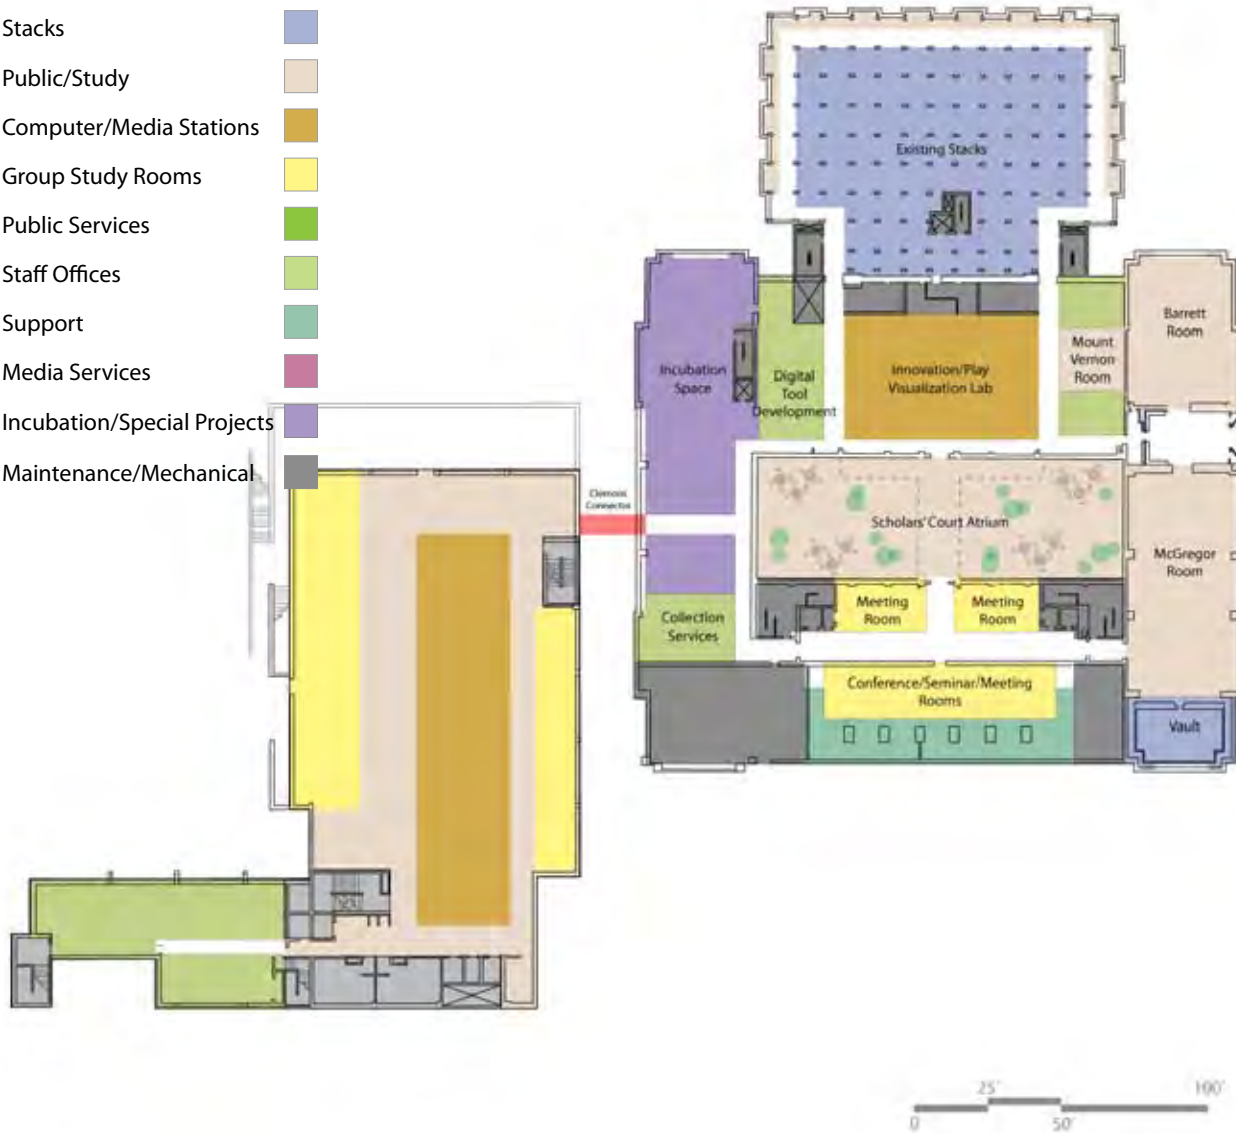 Stacks
Public/Study
Computer/Media Stations
Group Study Rooms
Public Services
Staff Offices
Support
Media Services
Incubation/Special Projects
Maintenance/Mechanical
Existing Stacks
Incubation
Space
Digital
Tool
Development
Innovation/Play
Visualization Lab
Mount
Vernon
Room
Barrett
Room
Clemons
Connector
Scholars' Court Atrium
McGregor
Room
Meeting
Room
Meeting
Room
Collection
Services
Conference/Seminar/Meeting
Rooms
Vault
25'
100'
0
50'